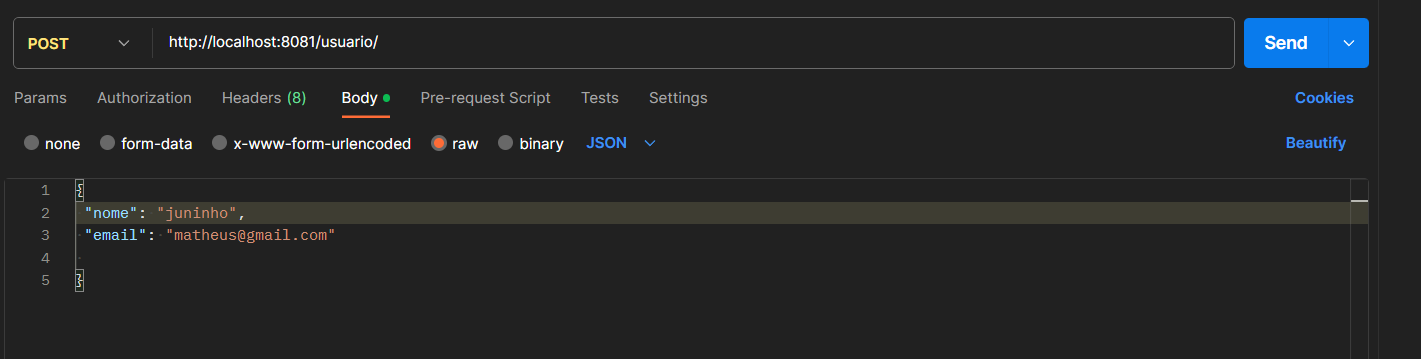 POST http://localhost:8081/usuario/ Send
Params Authorization Headers (8) Body Pre-request Script Tests Settings Cookies
none form-data x-www-form-urlencoded raw binary JSON Beautify
1 {
2 "nome": "juninho",
3 "email": "matheus@gmail.com"
4
5 }